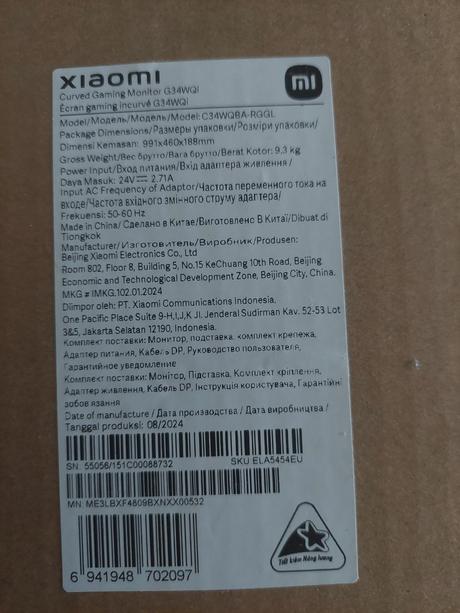 xiaomi
mi
Curved Gaming Monitor G34WQi
Écran gaming incurvé G34WQi
Model/Модель/Модель/Model: C34WQBA-RGGL
Package Dimensions/Размеры упаковки/Розміри упаковки/
Dimensi Kemasan: 991x460x188mm
Gross Weight/Вес брутто/Вага брутто/Berat Kotor: 9,3 kg
Power Input/Вход питания/Вхід адаптера живлення/
Daya Masuk: 24V⎓ 2.71A
Input AC Frequency of Adaptor/Частота переменного тока на
входе/Частота вхідного змінного струму адаптера/
Frekuensi: 50-60 Hz
Made in China/ Сделано в Китае/Виготовлено В Китаї/Dibuat di
Tiongkok
Manufacturer/Изготовитель/Виробник/Produsen:
Beijing Xiaomi Electronics Co., Ltd
Room 802, Floor 8, Building 5, No.15 KeChuang 10th Road, Beijing
Economic and Technological Development Zone, Beijing City, China.
MKG # IMKG.102.01.2024
Diimpor oleh: PT. Xiaomi Communications Indonesia,
One Pacific Place Suite 9-H,I,J,K Jl. Jenderal Sudirman Kav. 52-53 Lot
3&5, Jakarta Selatan 12190, Indonesia.
Комплект поставки: Монитор, подставка, комплект крепежа,
Адаптер питания, Кабель DP, Руководство пользователя,
Гарантийное уведомление
Комплект поставки: Монітор, Підставка, Комплект кріплення,
Адаптер живлення, Кабель DP, Інструкція користувача, Гарантійні
зобов язання
Date of manufacture / Дата производства / Дата виробництва /
Tanggal produksi: 08/2024
SN: 55056/151C00088732
SKU ELA5454EU
MN: ME3LBXF4809BXNXX00532
Tiết kiệm Năng lượng
6 941948 702097